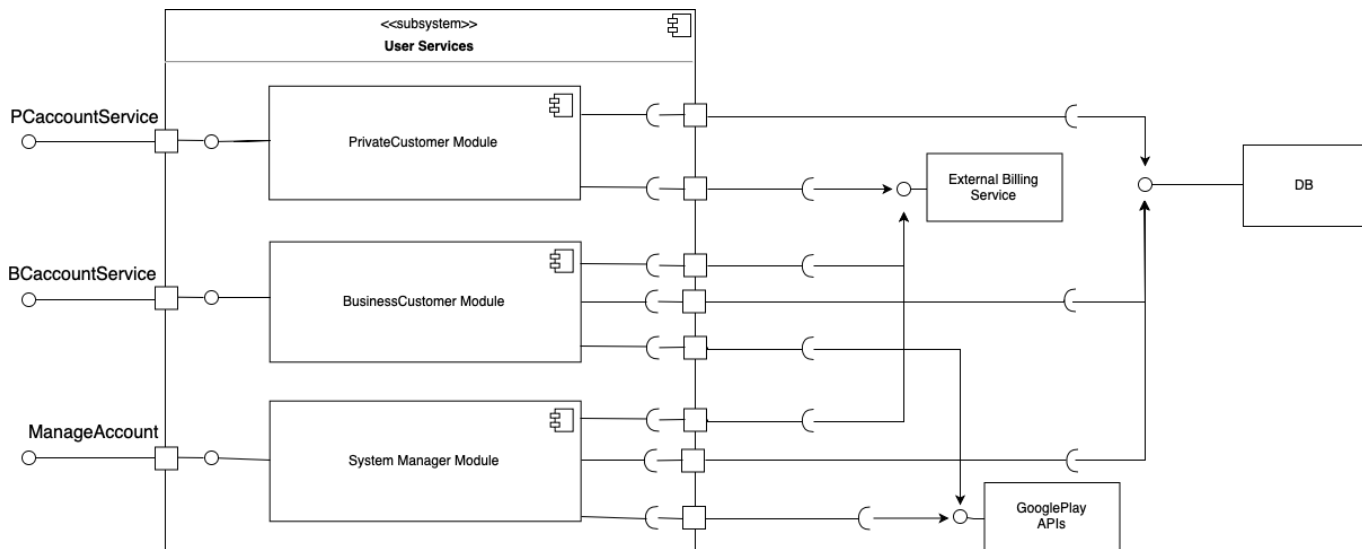 <<subsystem>>
User Services
PCaccountService
PrivateCustomer Module
External Billing
Service
DB
BCaccountService
BusinessCustomer Module
ManageAccount
System Manager Module
GooglePlay
APIs